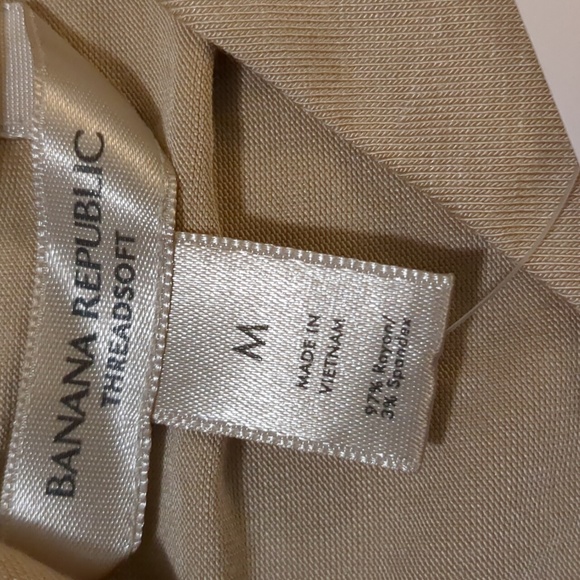 BANANA REPUBLIC
THREADSOFT
M
MADE IN
VIETNAM
97% Rayon/
3% Spandex